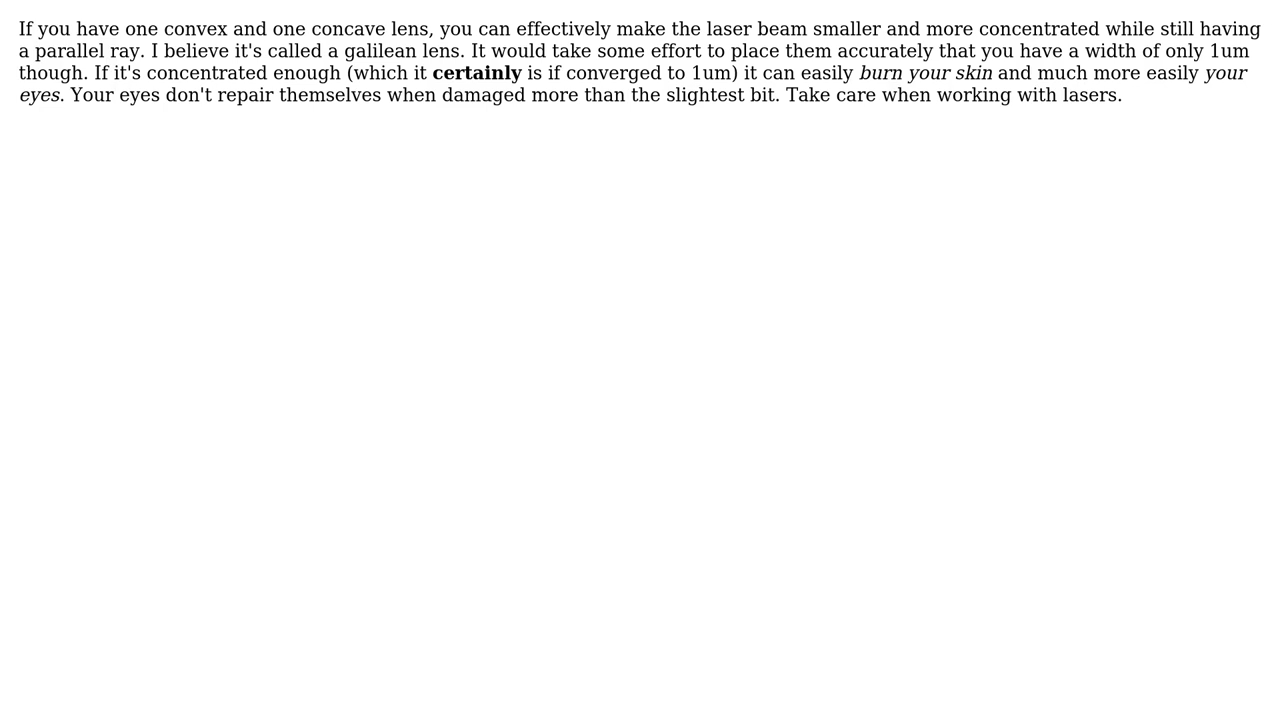 If you have one convex and one concave lens, you can effectively make the laser beam smaller and more concentrated while still having
a parallel ray. I believe it's called a galilean lens. It would take some effort to place them accurately that you have a width of only 1um
though. If it's concentrated enough (which it certainly is if converged to 1um) it can easily burn your skin and much more easily your
eyes. Your eyes don't repair themselves when damaged more than the slightest bit. Take care when working with lasers.